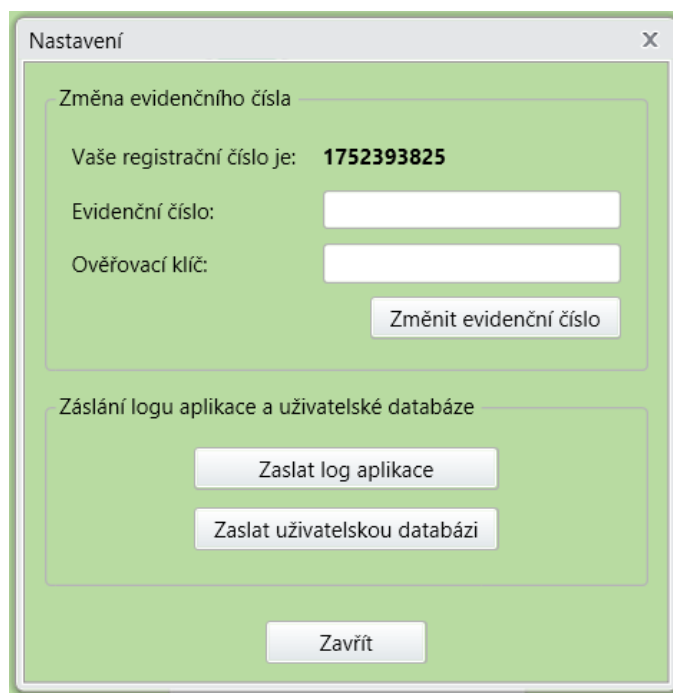 Nastavení
x
Změna evidenčního čísla
Vaše registrační číslo je: 1752393825
Evidenční číslo:
Ověřovací klíč:
Změnit evidenční číslo
Záslání logu aplikace a uživatelské databáze
Zaslat log aplikace
Zaslat uživatelskou databázi
Zavřít